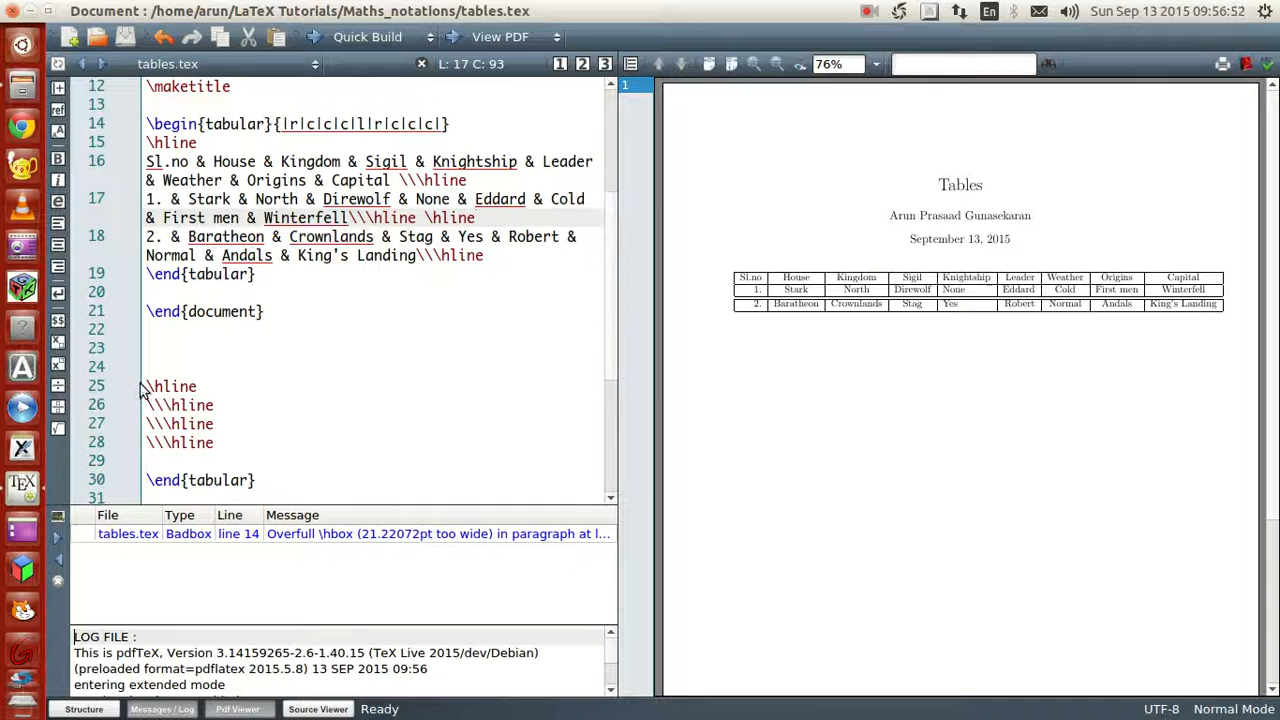 Document : /home/arun/LaTeX Tutorials/Maths_notations/tables.tex
En
Sun Sep 13 2015 09:56:52
Quick Build
View PDF
tables.tex
L: 17 C: 93
1 2 3
76%
12 \maketitle
13
14 \begin{tabular}{|r|c|c|c|l|r|c|c|c|}
15 \hline
16 Sl.no & House & Kingdom & Sigil & Knightship & Leader
& Weather & Origins & Capital \\\hline
17 1. & Stark & North & Direwolf & None & Eddard & Cold
& First men & Winterfell\\\hline \hline
18 2. & Baratheon & Crownlands & Stag & Yes & Robert &
Normal & Andals & King's Landing\\\hline
19 \end{tabular}
20
21 \end{document}
22
23
24
25 \hline
26 \\\hline
27 \\\hline
28 \\\hline
29
30 \end{tabular}
31
ref
A
B
i
e
$$
TEX
File Type Line Message
tables.tex Badbox line 14 Overfull \hbox (21.22072pt too wide) in paragraph at l...
LOG FILE :
This is pdfTeX, Version 3.14159265-2.6-1.40.15 (TeX Live 2015/dev/Debian)
(preloaded format=pdflatex 2015.5.8) 13 SEP 2015 09:56
entering extended mode
Structure
Messages / Log
Pdf Viewer
Source Viewer
Ready
UTF-8
Normal Mode
1
Tables
Arun Prasaad Gunasekaran
September 13, 2015
Sl.no House Kingdom Sigil Knightship Leader Weather Origins Capital
1. Stark North Direwolf None Eddard Cold First men Winterfell
2. Baratheon Crownlands Stag Yes Robert Normal Andals King's Landing